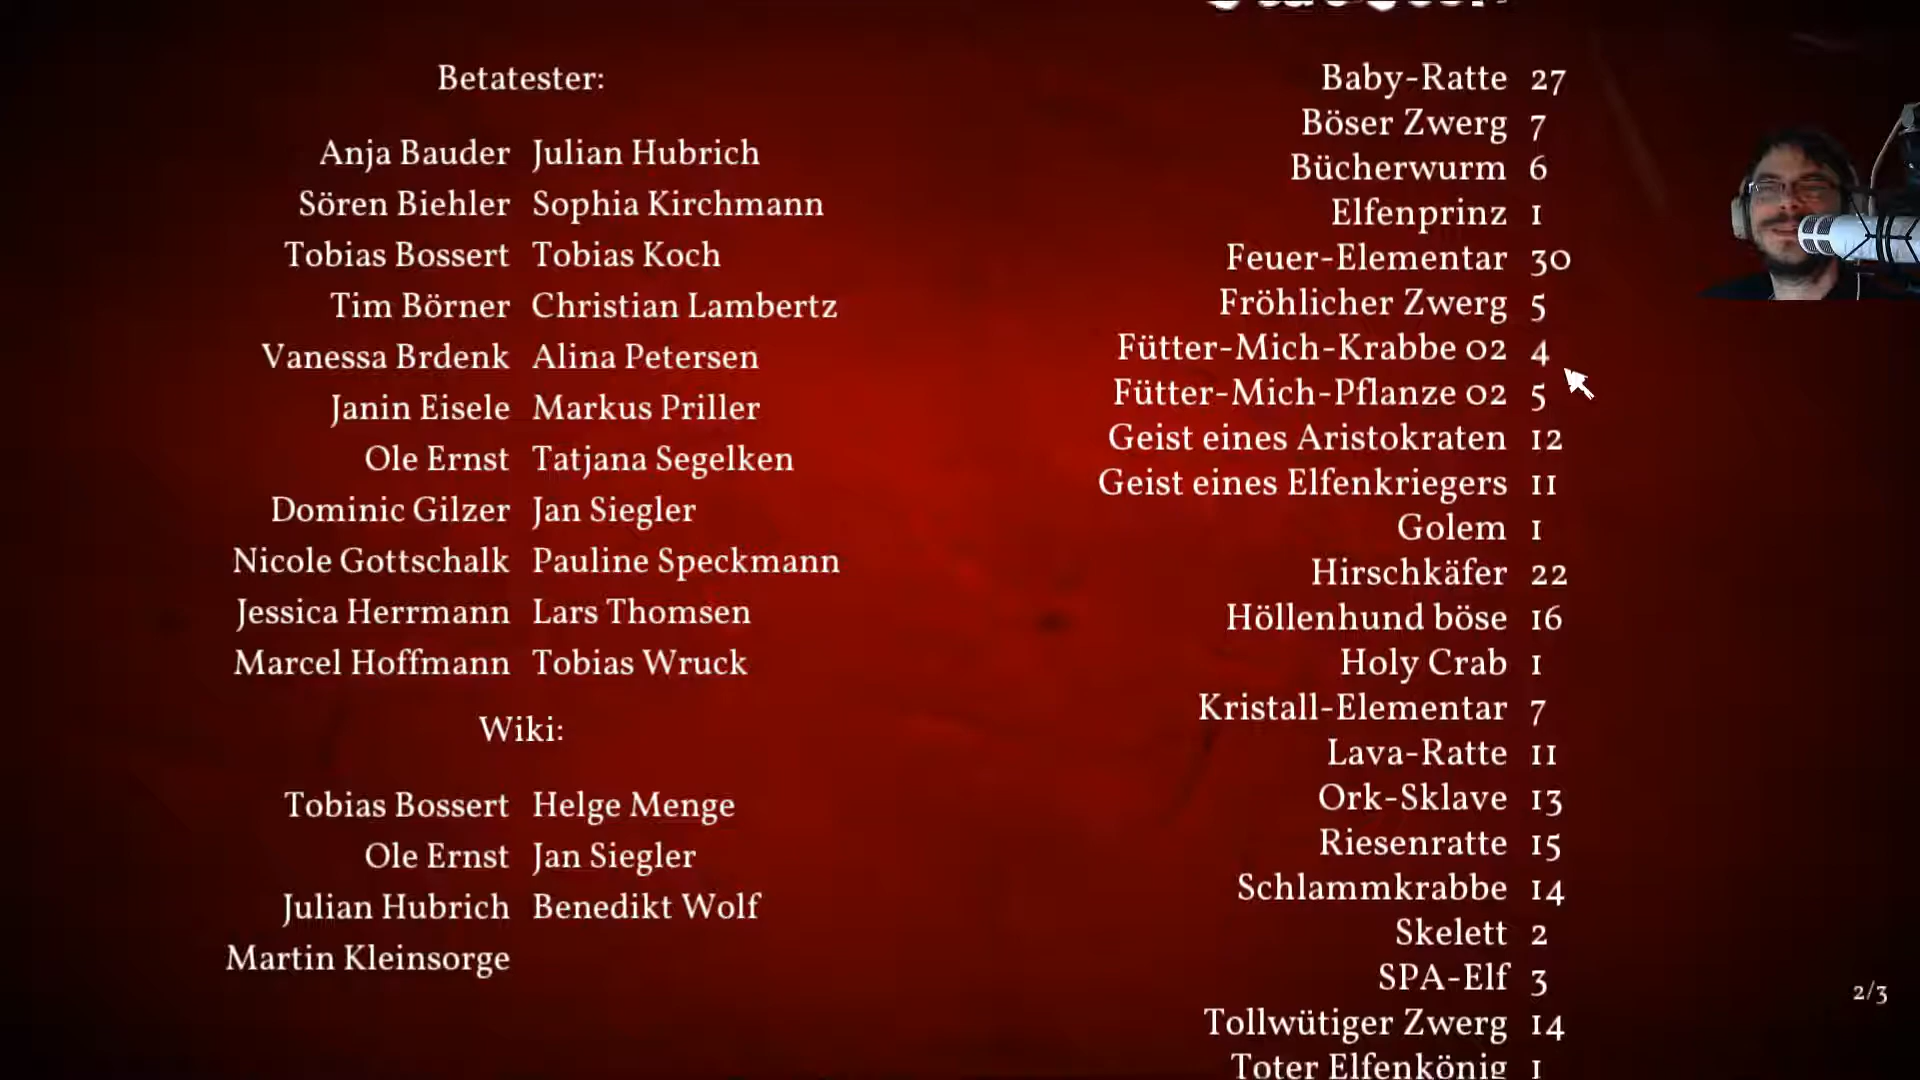 Betatester:
Anja Bauder Julian Hubrich
Sören Biehler Sophia Kirchmann
Tobias Bossert Tobias Koch
Tim Börner Christian Lambertz
Vanessa Brdenk Alina Petersen
Janin Eisele Markus Priller
Ole Ernst Tatjana Segelken
Dominic Gilzer Jan Siegler
Nicole Gottschalk Pauline Speckmann
Jessica Herrmann Lars Thomsen
Marcel Hoffmann Tobias Wruck
Wiki:
Tobias Bossert Helge Menge
Ole Ernst Jan Siegler
Julian Hubrich Benedikt Wolf
Martin Kleinsorge
Baby-Ratte 27
Böser Zwerg 7
Bücherwurm 6
Elfenprinz 1
Feuer-Elementar 30
Fröhlicher Zwerg 5
Fütter-Mich-Krabbe 02 4
Fütter-Mich-Pflanze 02 5
Geist eines Aristokraten 12
Geist eines Elfenkriegers 11
Golem 1
Hirschkäfer 22
Höllenhund böse 16
Holy Crab 1
Kristall-Elementar 7
Lava-Ratte 11
Ork-Sklave 13
Riesenratte 15
Schlammkrabbe 14
Skelett 2
SPA-Elf 3
Tollwütiger Zwerg 14
Toter Elfenkönig 1
2/3